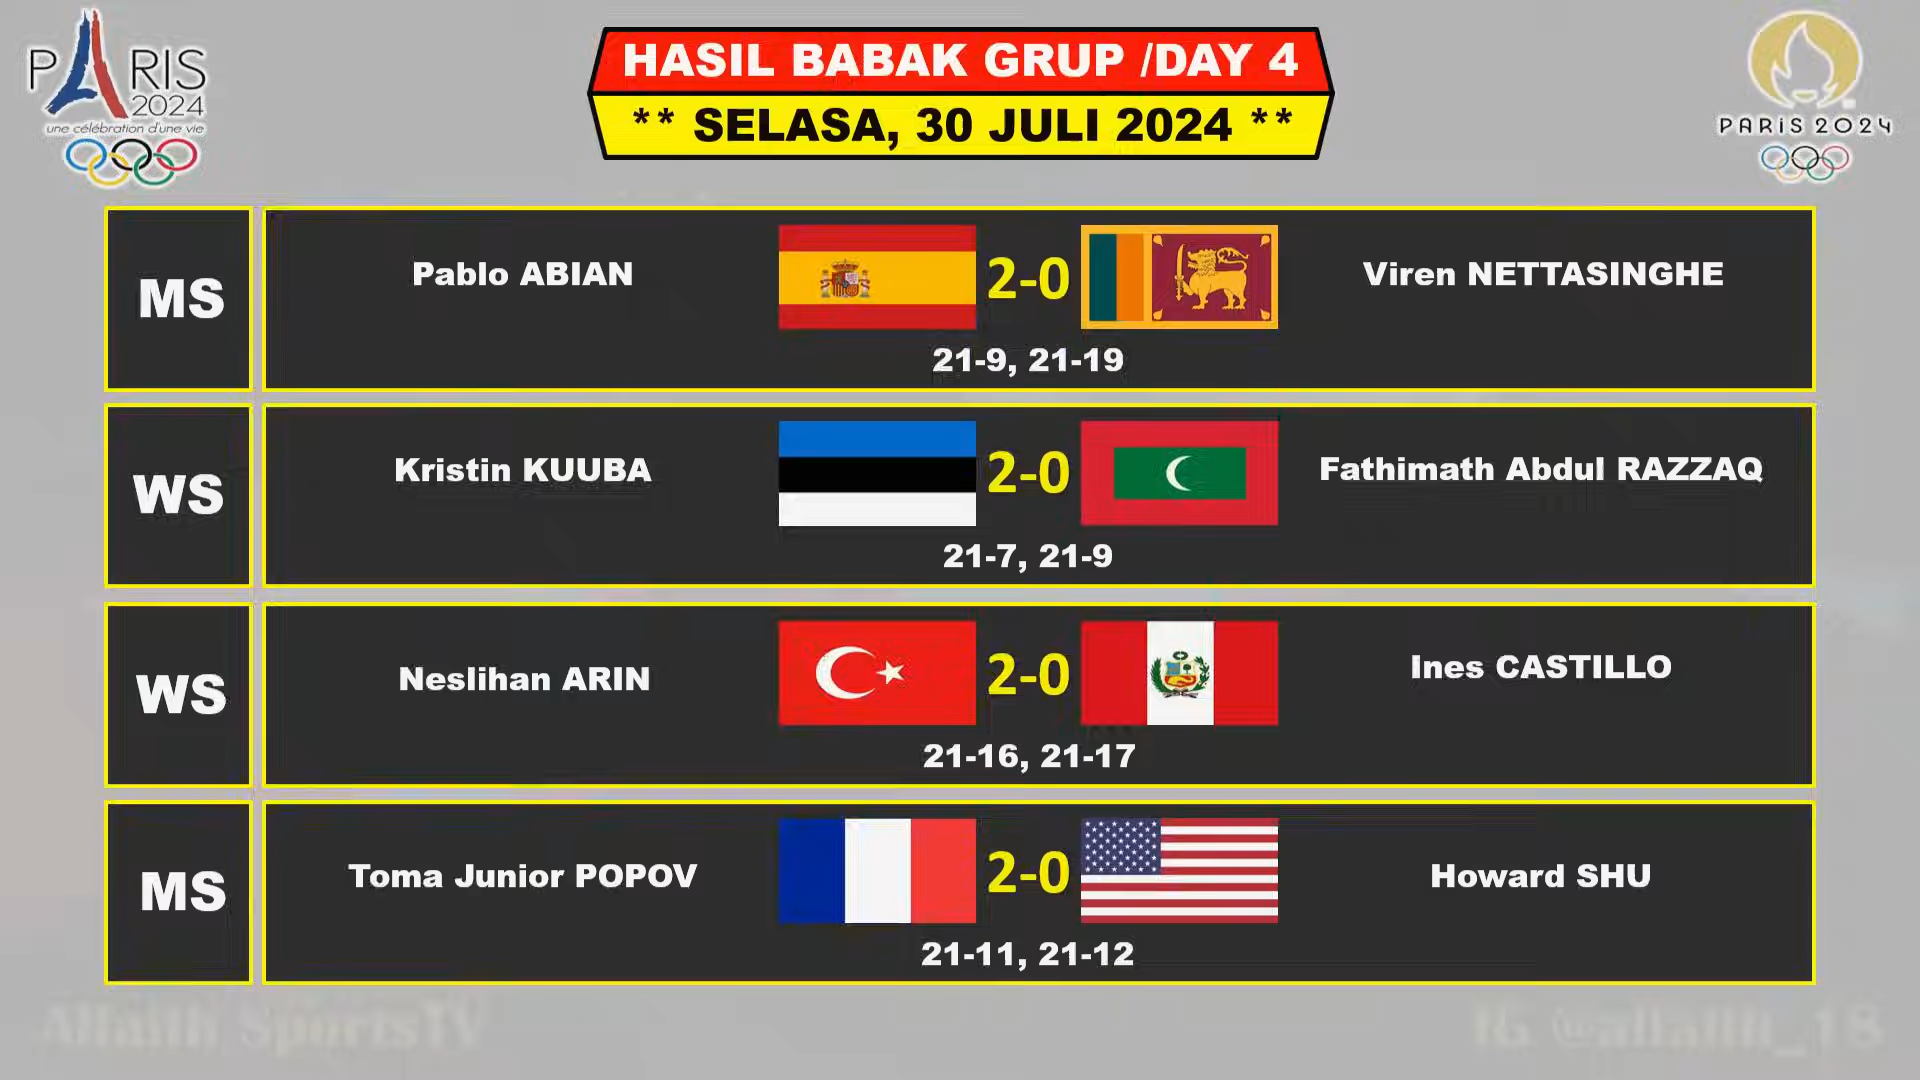 PARIS
2024
une célébration d'une vie
HASIL BABAK GRUP /DAY 4
** SELASA, 30 JULI 2024 **
PARIS 2024
MS
Pablo ABIAN
2-0
Viren NETTASINGHE
21-9, 21-19
WS
Kristin KUUBA
2-0
Fathimath Abdul RAZZAQ
21-7, 21-9
WS
Neslihan ARIN
2-0
Ines CASTILLO
21-16, 21-17
MS
Toma Junior POPOV
2-0
Howard SHU
21-11, 21-12
SportsTV
IG